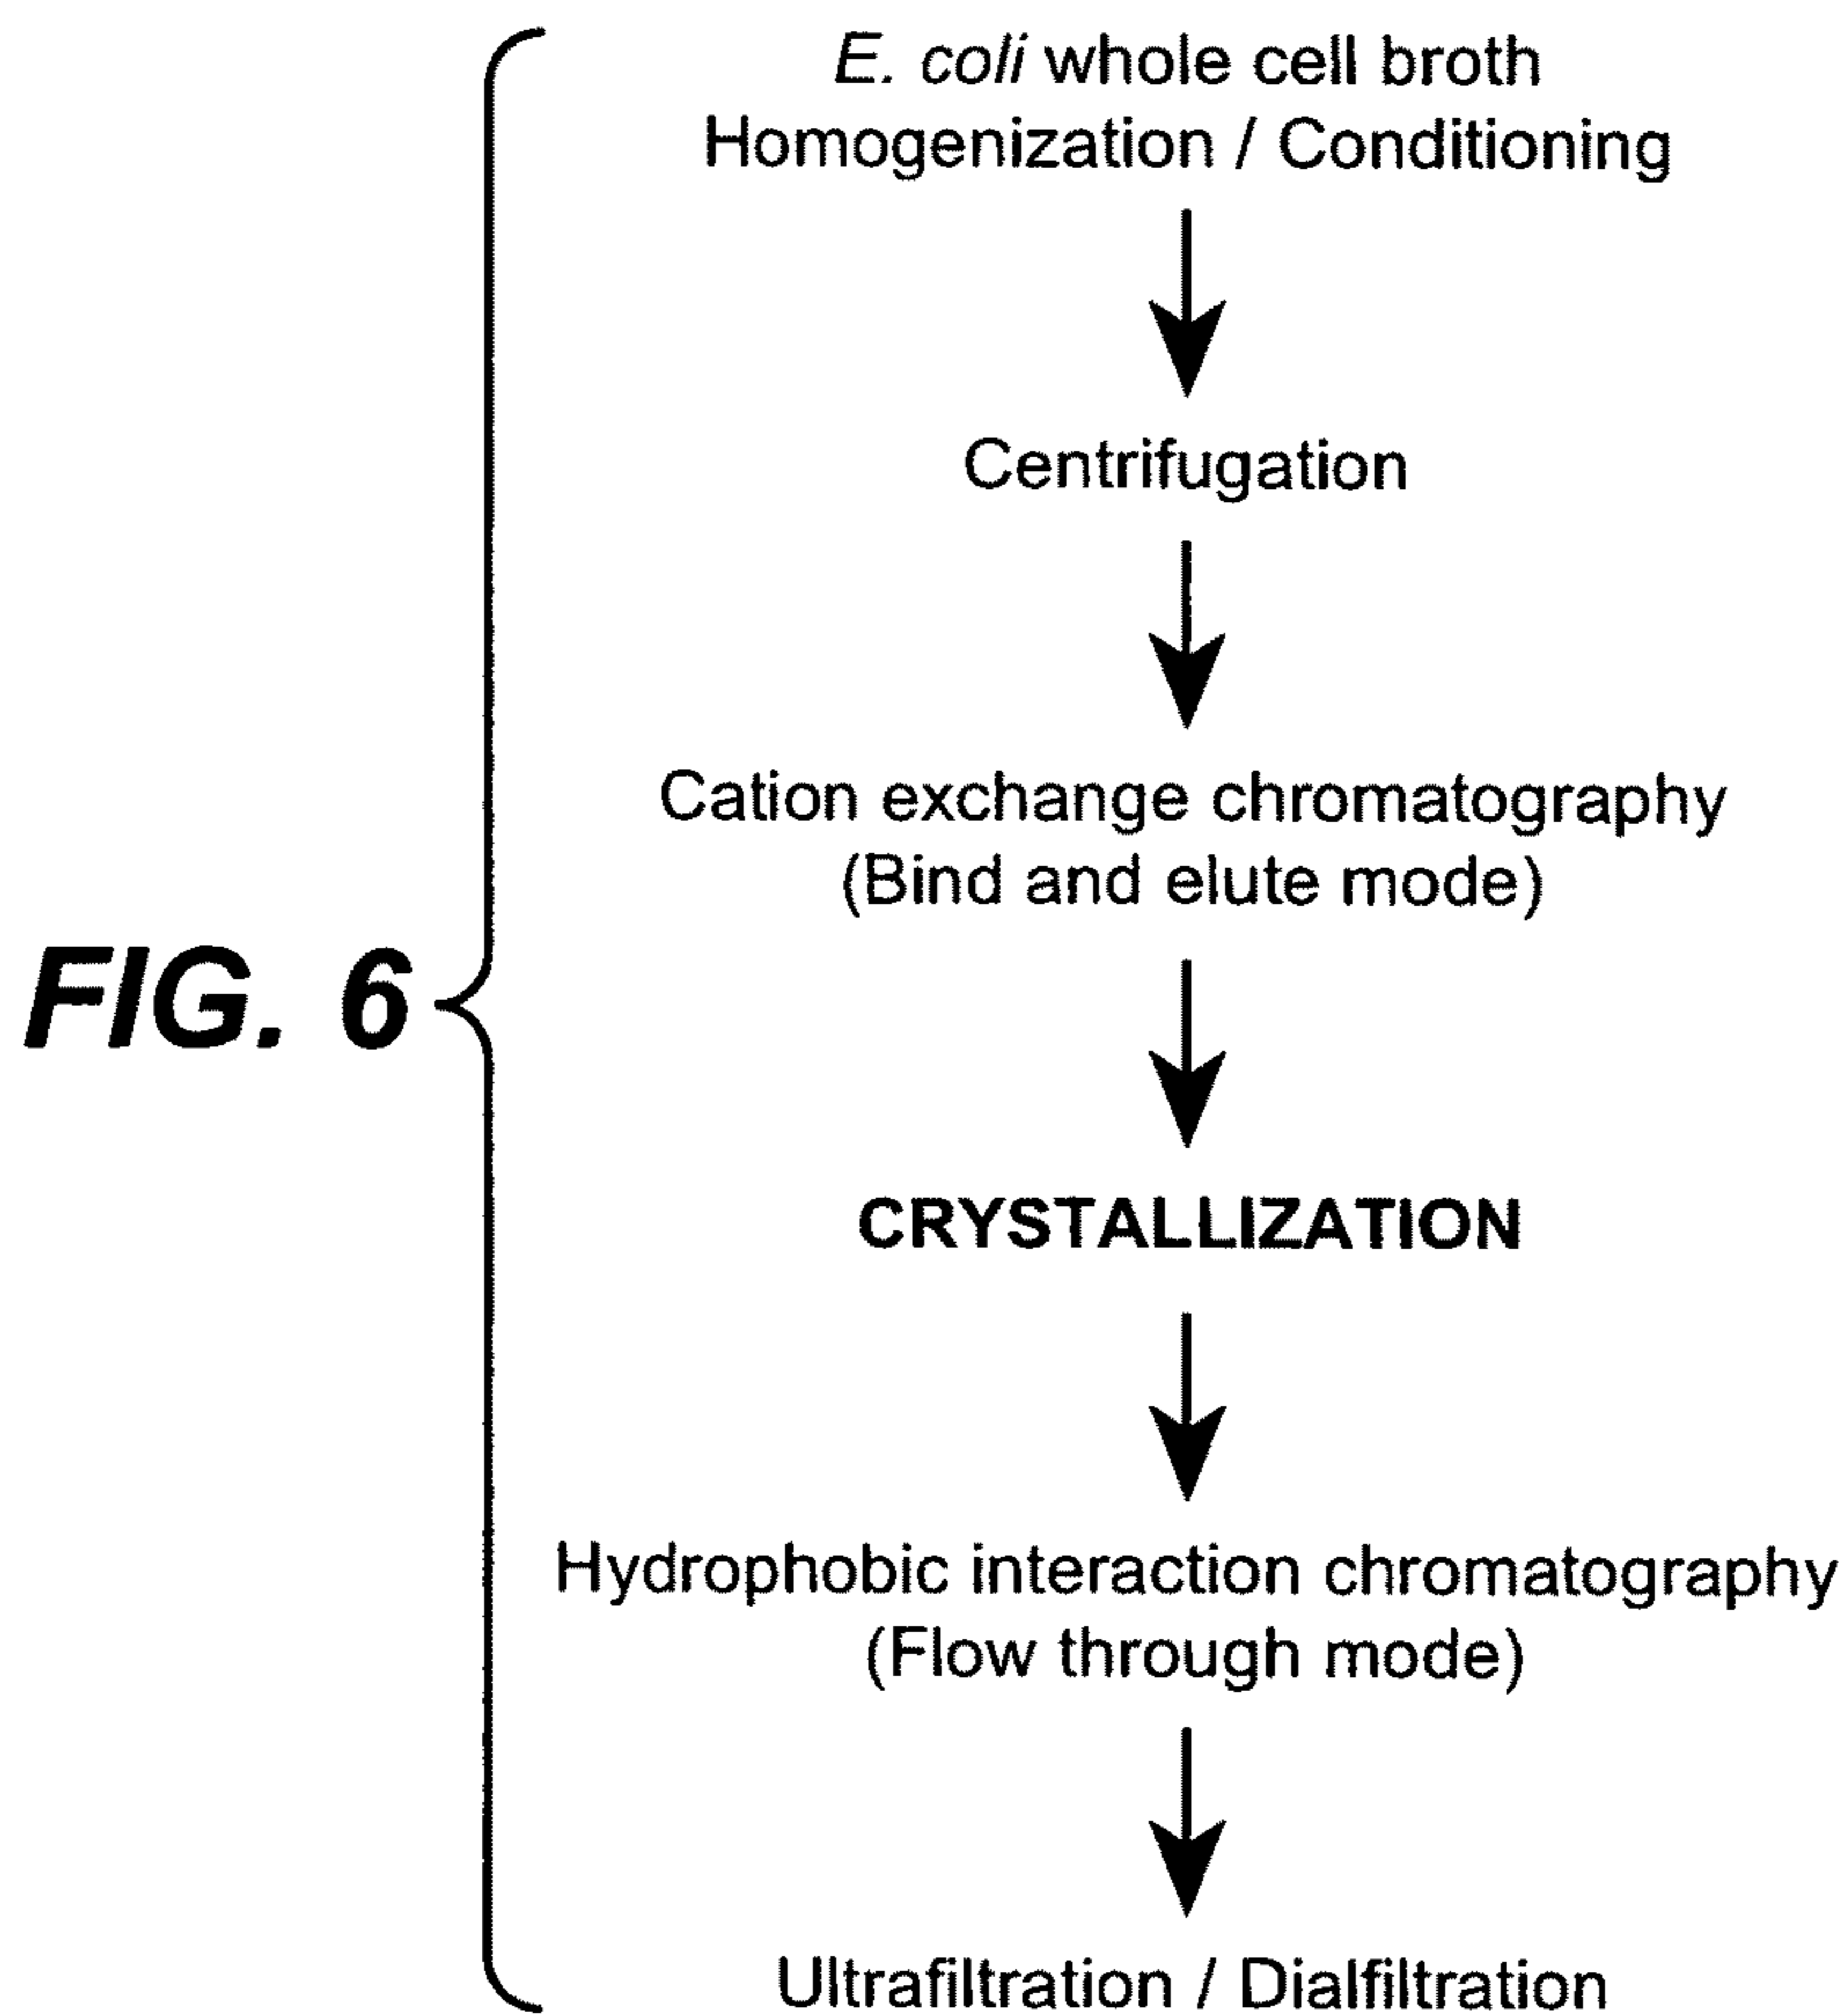 E. coli whole cell broth
Homogenization / Conditioning
Centrifugation
Cation exchange chromatography
(Bind and elute mode)
FIG. 6
CRYSTALLIZATION
Hydrophobic interaction chromatography
(Flow through mode)
Ultrafiltration / Dialfiltration